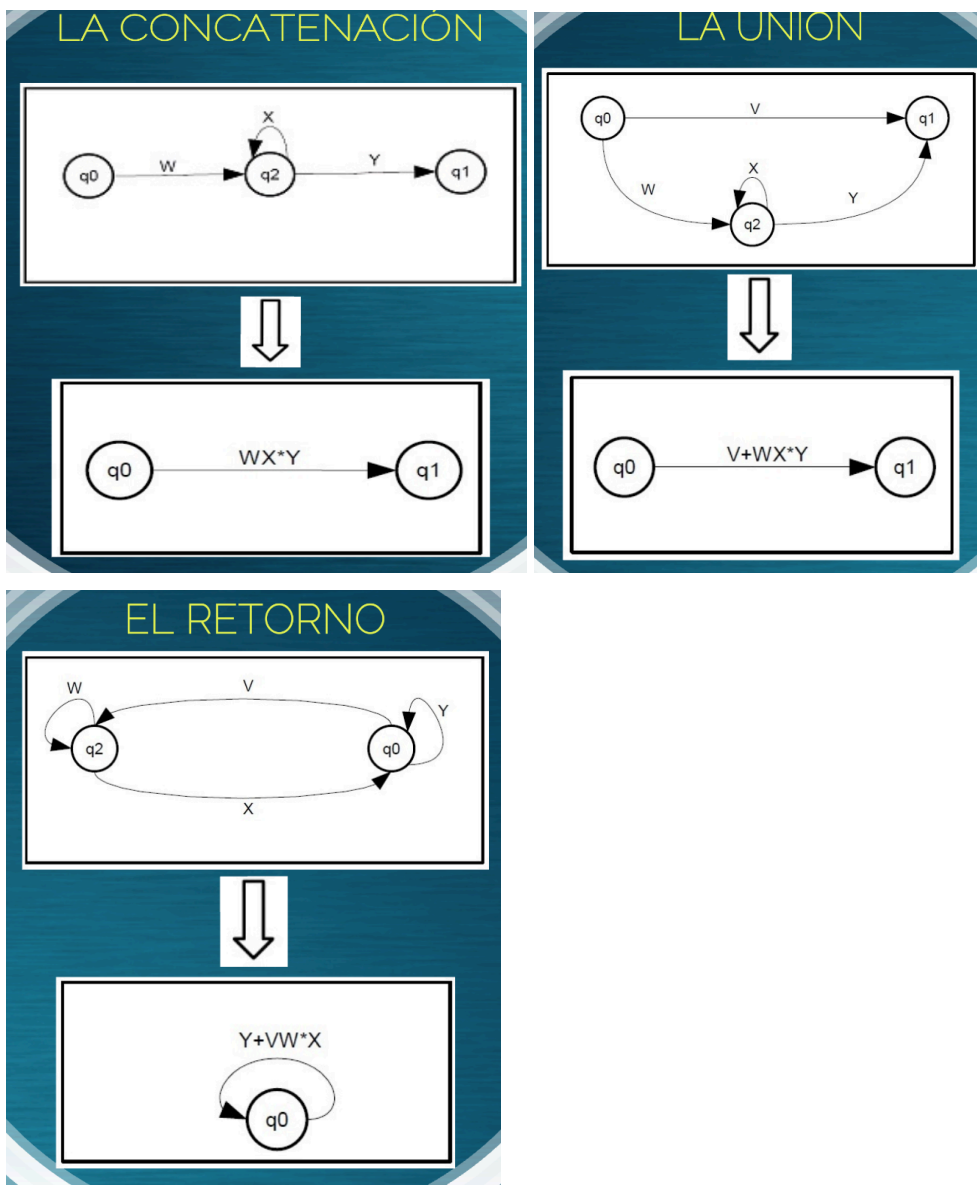 LA CONCATENACIÓN
X
W
Y
q0
q2
q1
WX*Y
q0
q1
LA UNION
V
q0
q1
X
W
Y
q2
V+WX*Y
q0
q1
EL RETORNO
W
V
Y
q2
q0
X
Y+VW*X
q0